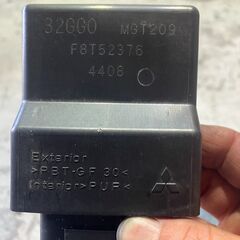 32GG0 MGT209
F8T52376
4406
Exterior
>PBT-GF 30<
Interior>PUR<